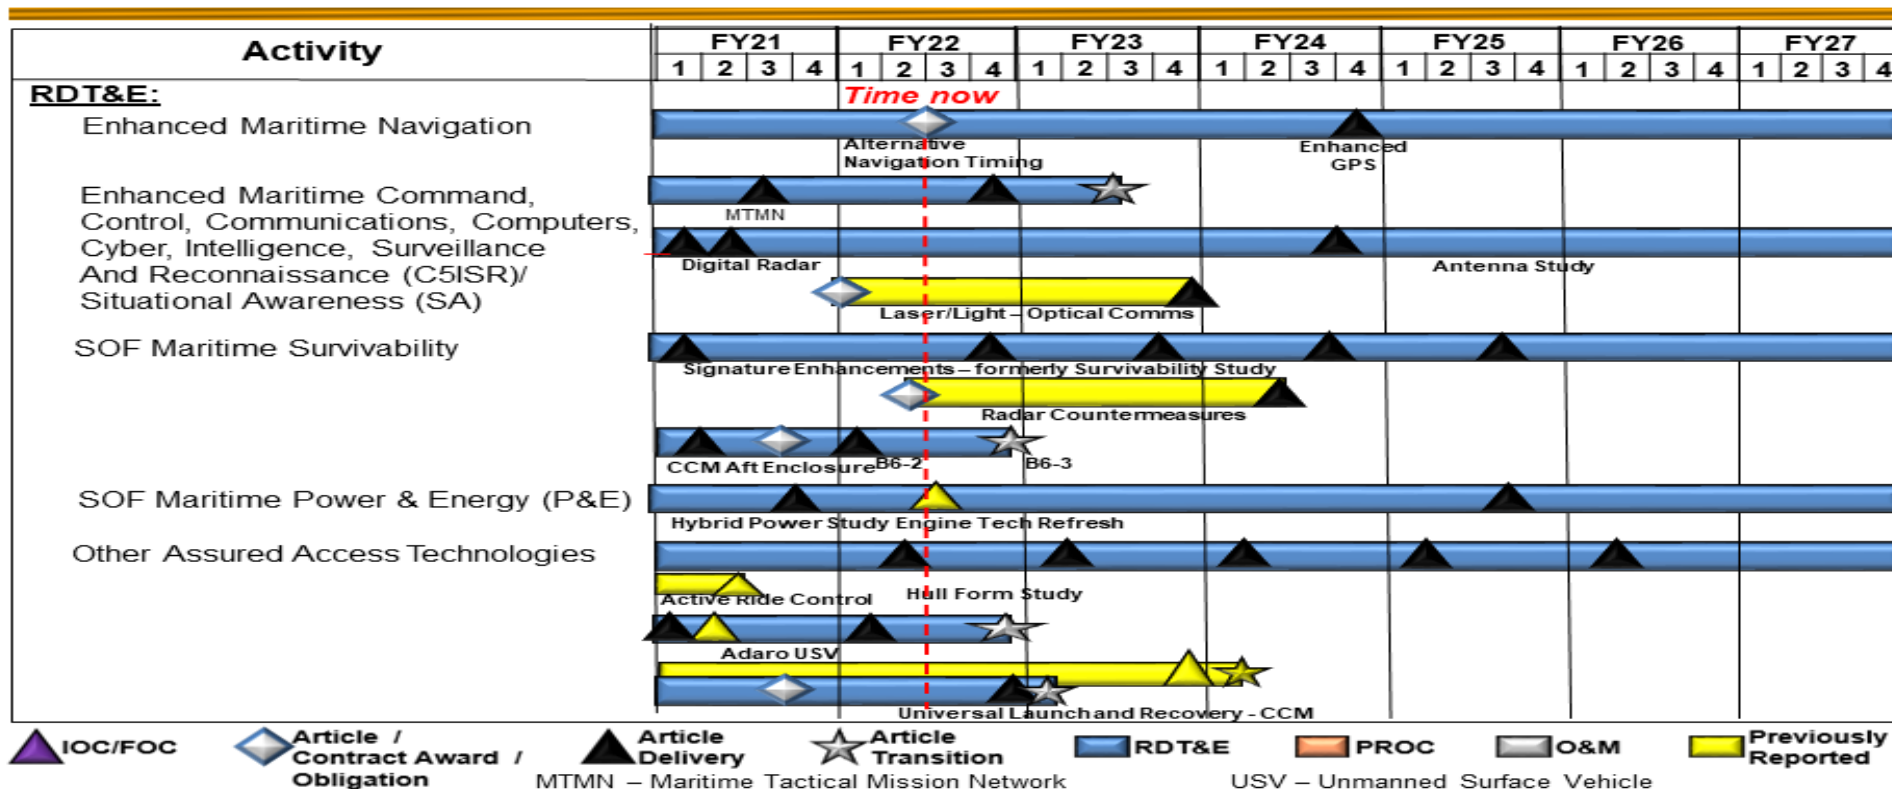 Activity
FY21 FY22 FY23 FY24 FY25 FY26 FY27
1 2 3 4 1 2 3 4 1 2 3 4 1 2 3 4 1 2 3 4 1 2 3 4 1 2 3 4
RDT&E:
Time now
Enhanced Maritime Navigation
Alternative
Navigation Timing
Enhanced
GPS
Enhanced Maritime Command,
Control, Communications, Computers,
Cyber, Intelligence, Surveillance
And Reconnaissance (C5ISR)/
Situational Awareness (SA)
MTMN
Digital Radar
Antenna Study
Laser/Light – Optical Comms
SOF Maritime Survivability
Signature Enhancements – formerly Survivability Study
Radar Countermeasures
CCM Aft Enclosure
B6-2
B6-3
SOF Maritime Power & Energy (P&E)
Hybrid Power Study Engine Tech Refresh
Other Assured Access Technologies
Active Ride Control
Hull Form Study
Adaro USV
Universal Launch and Recovery - CCM
IOC/FOC
Article /
Contract Award /
Obligation
Article
Delivery
Article
Transition
RDT&E
PROC
O&M
Previously
Reported
MTMN – Maritime Tactical Mission Network
USV – Unmanned Surface Vehicle